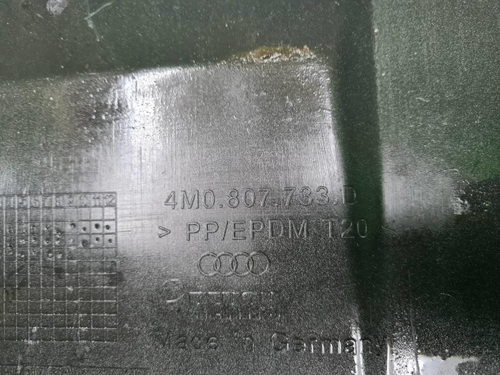 4M0.807.733.D
> PP/EPDM T20
Made in Germany